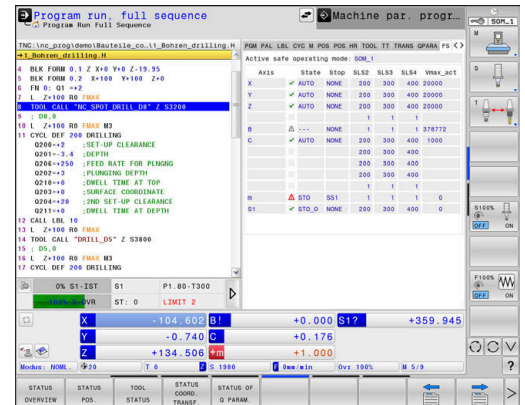 Program run, full sequence
Program Run Full Sequence
Machine par. progr...
SOM_1
TNC:\nc_prog\demo\Bauteile_co…\1_Bohren_drilling.H
→1_Bohren_drilling.H
4 BLK FORM 0.1 Z X+0 Y+0 Z-19.95
5 BLK FORM 0.2 X+100 Y+100 Z+0
6 FN 0: Q1 =+2
7 L Z+100 R0 FMAX
8 TOOL CALL "NC_SPOT_DRILL_D8" Z S3200
9 ; D8,0
10 L Z+100 R0 FMAX M3
11 CYCL DEF 200 DRILLING
Q200=+2 ;SET-UP CLEARANCE
Q201=-3.4 ;DEPTH
Q206=+250 ;FEED RATE FOR PLNGNG
Q202=+3 ;PLUNGING DEPTH
Q210=+0 ;DWELL TIME AT TOP
Q203=+0 ;SURFACE COORDINATE
Q204=+20 ;2ND SET-UP CLEARANCE
Q211=+0 ;DWELL TIME AT DEPTH
12 CALL LBL 10
13 L Z+100 R0 FMAX
14 TOOL CALL "DRILL_D5" Z S3800
15 ; D5,0
16 L Z+100 R0 FMAX M3
17 CYCL DEF 200 DRILLING
PGM PAL LBL CYC M POS POS HR TOOL TT TRANS QPARA FS
Active safe operating mode: SOM_1
Axis State Stop SLS2 SLS3 SLS4 Vmax_act
X AUTO NONE 200 300 400 20000
Y AUTO NONE 200 300 400 20000
Z AUTO NONE 200 300 400 20000
1 1 1
B --- NONE 1 1 1 378772
C AUTO NONE 200 300 400 1000
200 300 400
200 300 400
200 300 400
1 1 1
m STO SS1 1 1 1 0
S1 STO_O NONE 200 300 400 0
0% S1-IST S1 P1.80-T300
100% S-OVR ST: 0 LIMIT 2
X -104.602 B! +0.000 S1? +359.945
Y -0.740 C +0.176
Z +134.506 +m +1.000
Modus: NOML. 20 T 0 Z S 1900 F 0mm/min Ovr 100% M 5/9
M
S
T
S100%
OFF ON
F100%
OFF ON
?
STATUS OVERVIEW
STATUS POS.
TOOL STATUS
STATUS COORD. TRANSF.
STATUS OF Q PARAM.